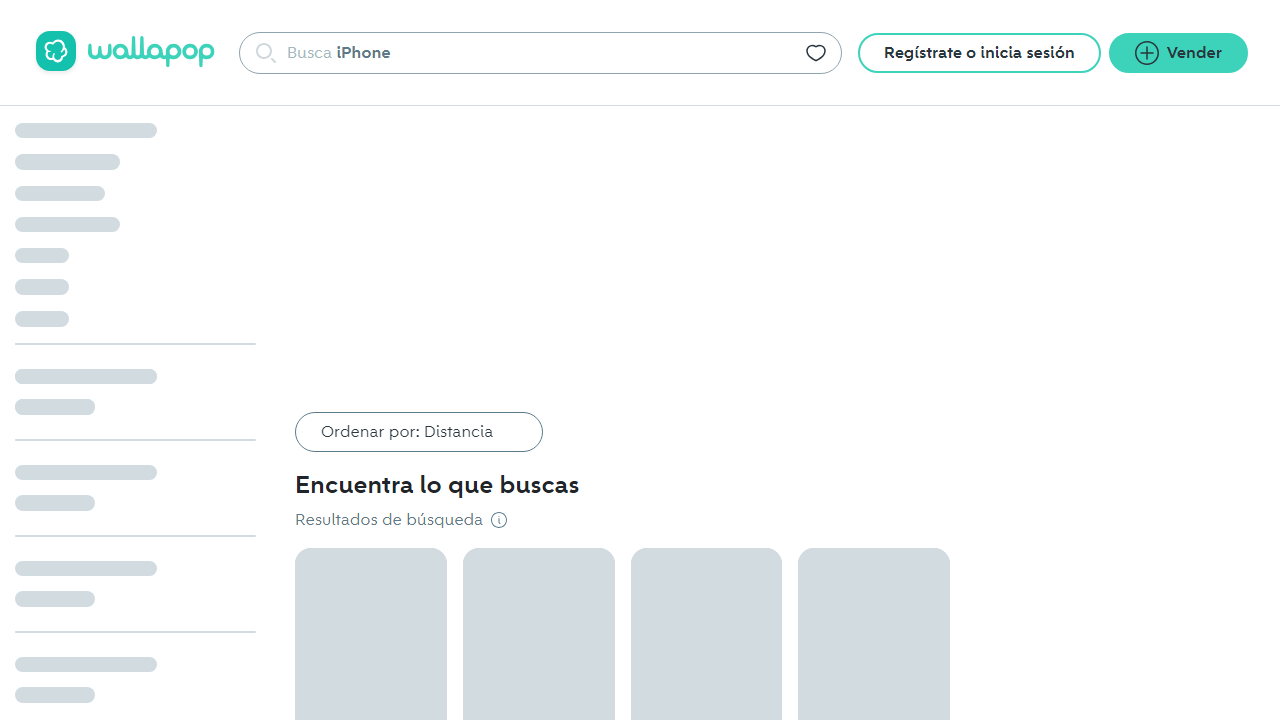 wallapop
Busca iPhone
Regístrate o inicia sesión
Vender
Ordenar por: Distancia
Encuentra lo que buscas
Resultados de búsqueda